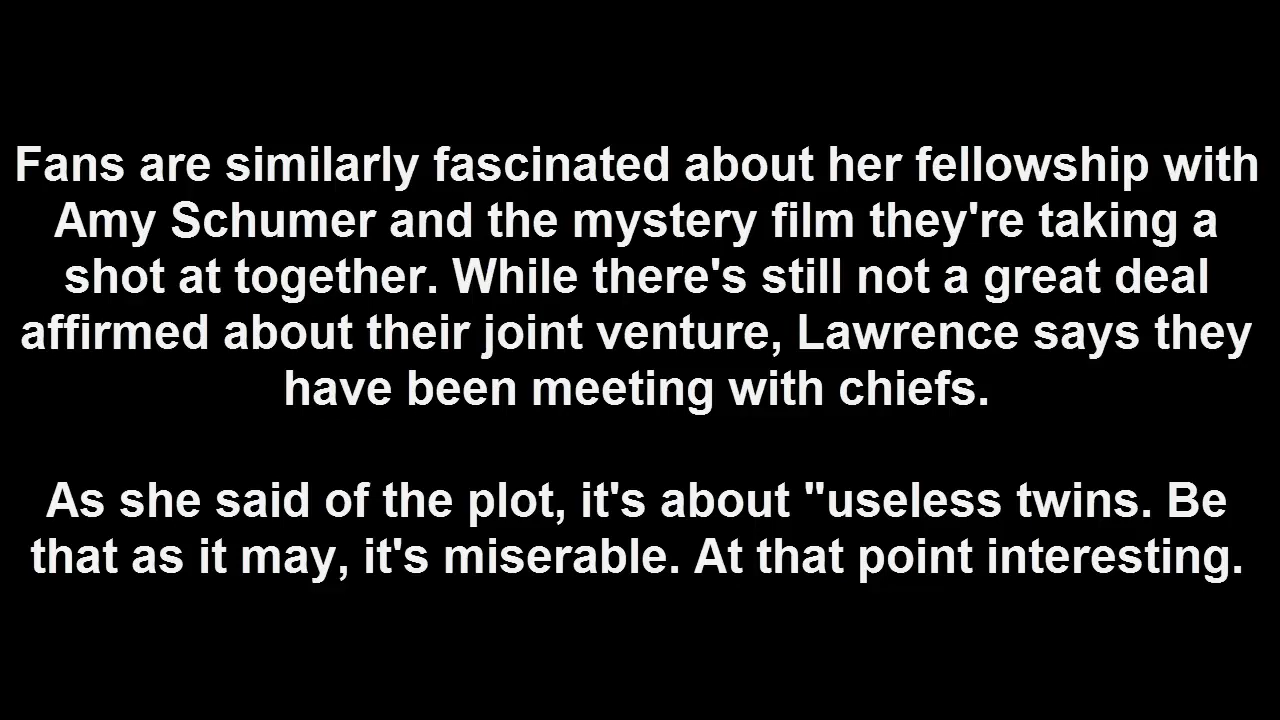 Fans are similarly fascinated about her fellowship with
Amy Schumer and the mystery film they're taking a
shot at together. While there's still not a great deal
affirmed about their joint venture, Lawrence says they
have been meeting with chiefs.
As she said of the plot, it's about "useless twins. Be
that as it may, it's miserable. At that point interesting.